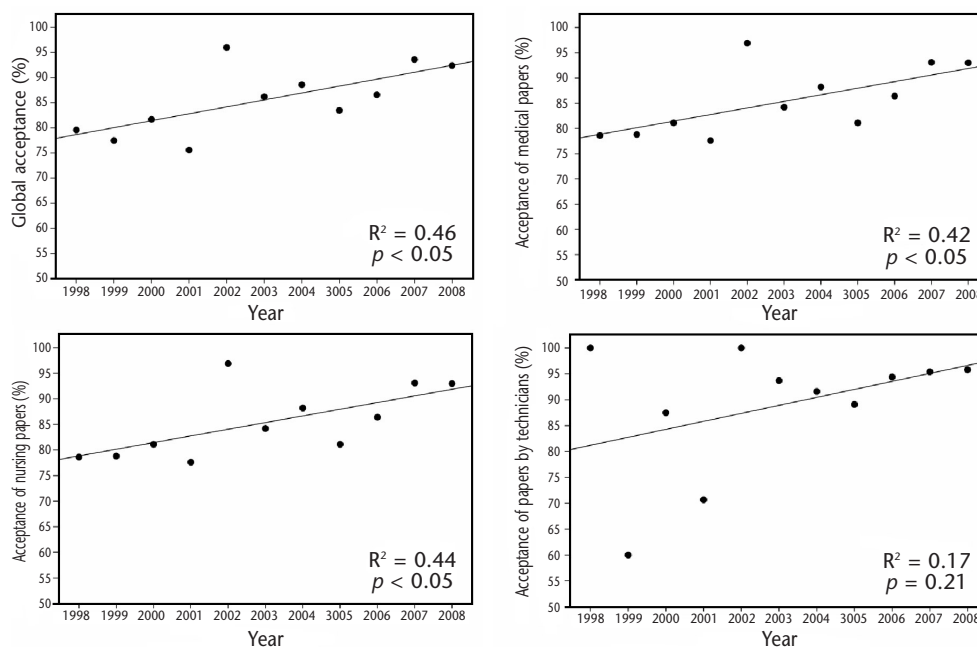 Global acceptance (%)
100
95
90
85
80
75
70
65
60
55
50
R² = 0.46
p < 0.05
1998 1999 2000 2001 2002 2003 2004 3005 2006 2007 2008
Year
Acceptance of medical papers (%)
100
95
90
85
80
75
70
65
60
55
50
R² = 0.42
p < 0.05
1998 1999 2000 2001 2002 2003 2004 3005 2006 2007 2008
Year
Acceptance of nursing papers (%)
100
95
90
85
80
75
70
65
60
55
50
R² = 0.44
p < 0.05
1998 1999 2000 2001 2002 2003 2004 3005 2006 2007 2008
Year
Acceptance of papers by technicians (%)
100
95
90
85
80
75
70
65
60
55
50
R² = 0.17
p = 0.21
1998 1999 2000 2001 2002 2003 2004 3005 2006 2007 2008
Year